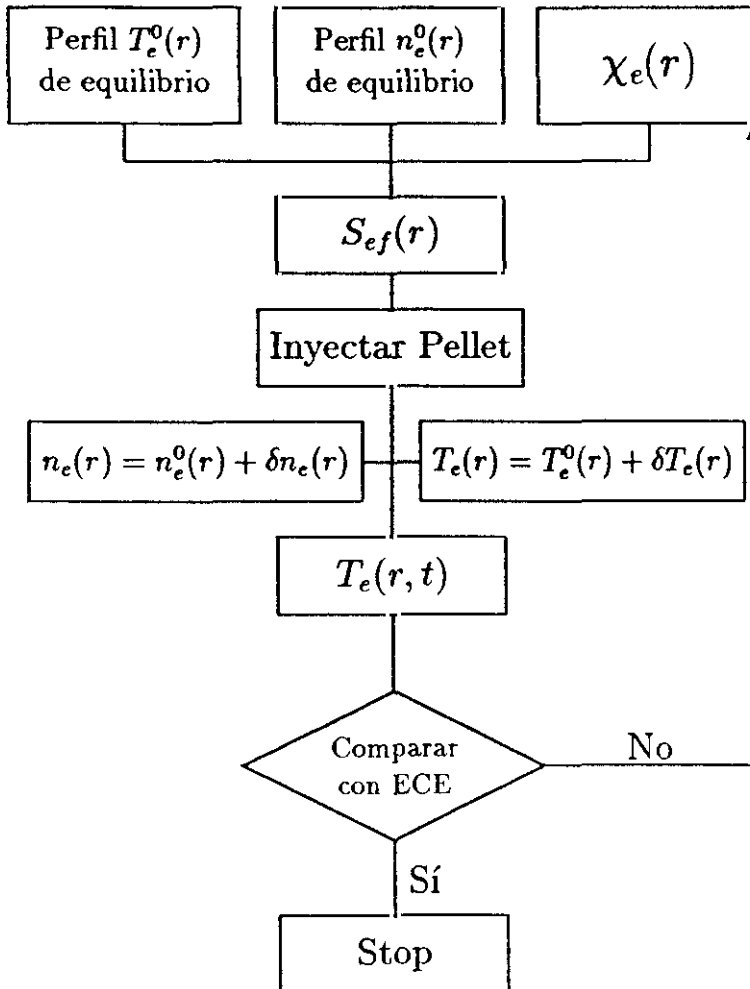 Perfil $T_e^0(r)$
de equilibrio
Perfil $n_e^0(r)$
de equilibrio
$\chi_e(r)$
$S_{ef}(r)$
Inyectar Pellet
$n_e(r) = n_e^0(r) + \delta n_e(r)$
$T_e(r) = T_e^0(r) + \delta T_e(r)$
$T_e(r, t)$
Comparar
con ECE
No
Sí
Stop